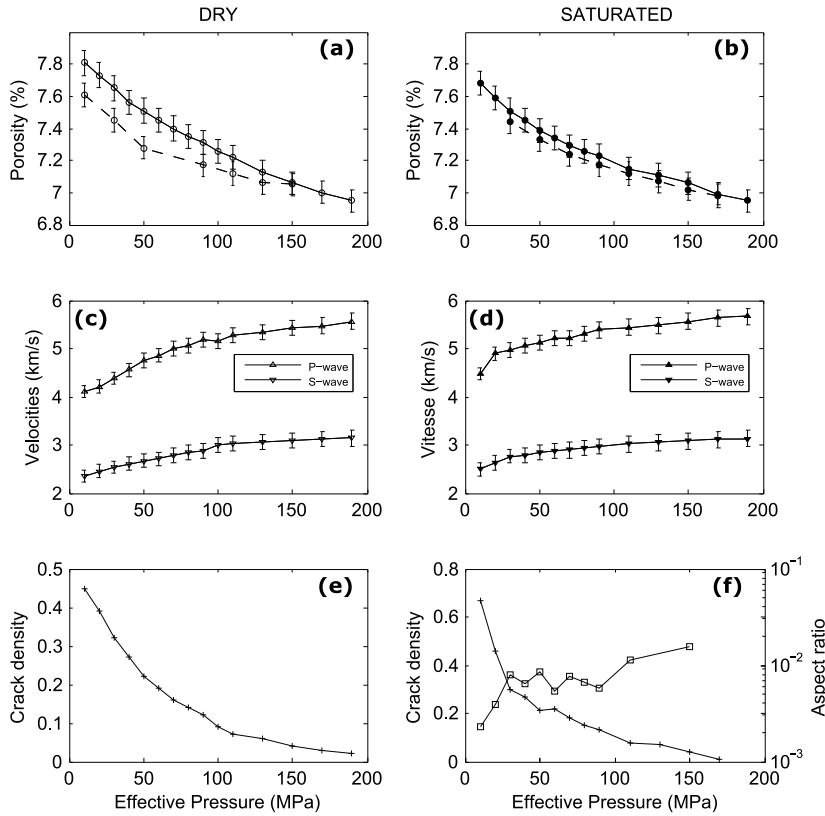 DRY
SATURATED
(a)
Porosity (%)
7.8
7.6
7.4
7.2
7
6.8
0 50 100 150 200
(b)
Porosity (%)
7.8
7.6
7.4
7.2
7
6.8
0 50 100 150 200
(c)
Velocities (km/s)
6
5
4
3
2
P-wave
S-wave
0 50 100 150 200
(d)
Vitesse (km/s)
6
5
4
3
2
P-wave
S-wave
0 50 100 150 200
(e)
Crack density
0.5
0.4
0.3
0.2
0.1
0
0 50 100 150 200
Effective Pressure (MPa)
(f)
Crack density
0.8
0.6
0.4
0.2
0
10⁻¹
10⁻²
10⁻³
Aspect ratio
0 50 100 150 200
Effective Pressure (MPa)